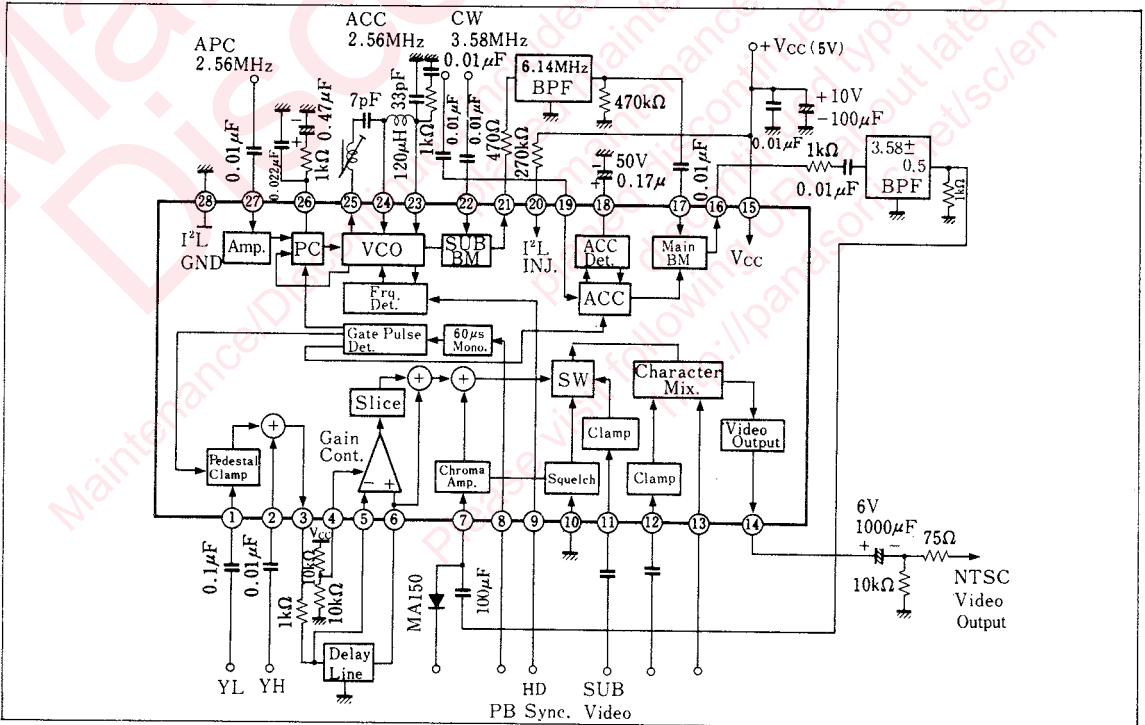 ACC
2.56MHz
CW
3.58MHz
APC
2.56MHz
0.01μF
+VCC (5V)
6.14MHz
BPF
0.01μF
0.022μF
1kΩ
0.47μF
7pF
33pF
120μH
1kΩ
0.01μF
0.01μF
470Ω
270kΩ
470kΩ
50V
0.17μ
0.01μF
0.01μF
+10V
-100μF
1kΩ
0.01μF
3.58±
0.5
BPF
1kΩ
28
27
26
25
24
23
22
21
20
19
18
17
16
15
I²L
GND
Amp.
PC
VCO
SUB
BM
I²L
INJ.
ACC
Det.
Main
BM
VCC
Frq.
Det.
ACC
Gate Pulse
Det.
60μs
Mono.
Slice
SW
Character
Mix.
Gain
Cont.
Clamp
Video
Output
Pedestal
Clamp
Chroma
Amp.
Squelch
Clamp
1
2
3
4
5
6
7
8
9
10
11
12
13
14
0.1μF
0.01μF
1kΩ
VCC
10kΩ
10kΩ
MA150
100μF
6V
1000μF
75Ω
10kΩ
NTSC
Video
Output
Delay
Line
YL
YH
HD
SUB
PB Sync.
Video